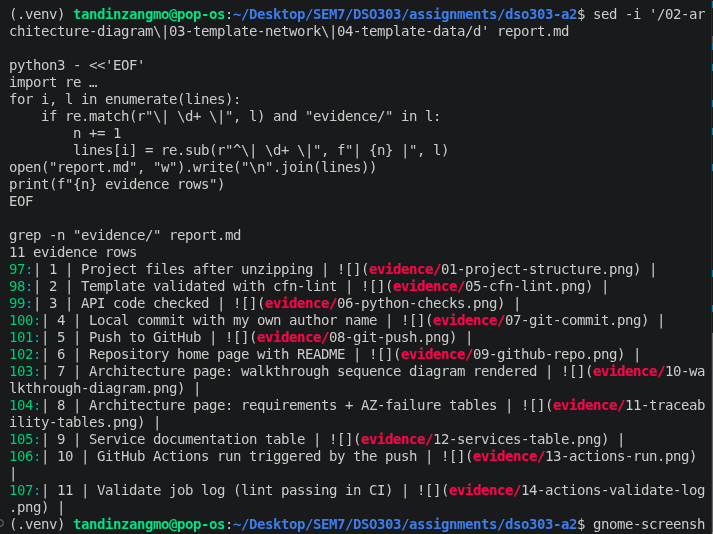 (.venv) tandinzangmo@pop-os:~/Desktop/SEM7/DSO303/assignments/dso303-a2$ sed -i '/02-ar
chitecture-diagram\|03-template-network\|04-template-data/d' report.md

python3 - <<'EOF'
import re …
for i, l in enumerate(lines):
    if re.match(r"\| \d+ \|", l) and "evidence/" in l:
        n += 1
        lines[i] = re.sub(r"^\| \d+ \|", f"| {n} |", l)
open("report.md", "w").write("\n".join(lines))
print(f"{n} evidence rows")
EOF

grep -n "evidence/" report.md
11 evidence rows
97:| 1 | Project files after unzipping | ![](evidence/01-project-structure.png) |
98:| 2 | Template validated with cfn-lint | ![](evidence/05-cfn-lint.png) |
99:| 3 | API code checked | ![](evidence/06-python-checks.png) |
100:| 4 | Local commit with my own author name | ![](evidence/07-git-commit.png) |
101:| 5 | Push to GitHub | ![](evidence/08-git-push.png) |
102:| 6 | Repository home page with README | ![](evidence/09-github-repo.png) |
103:| 7 | Architecture page: walkthrough sequence diagram rendered | ![](evidence/10-wa
lkthrough-diagram.png) |
104:| 8 | Architecture page: requirements + AZ-failure tables | ![](evidence/11-traceab
ility-tables.png) |
105:| 9 | Service documentation table | ![](evidence/12-services-table.png) |
106:| 10 | GitHub Actions run triggered by the push | ![](evidence/13-actions-run.png) 
|
107:| 11 | Validate job log (lint passing in CI) | ![](evidence/14-actions-validate-log
.png) |
(.venv) tandinzangmo@pop-os:~/Desktop/SEM7/DSO303/assignments/dso303-a2$ gnome-screensh